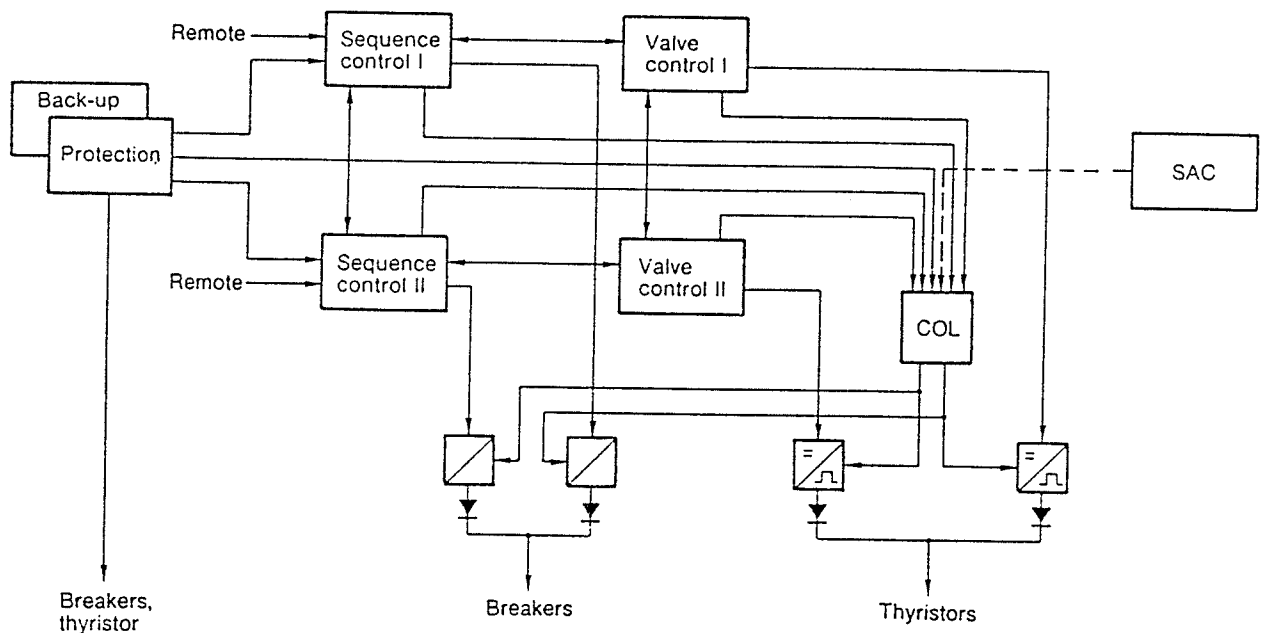 Remote
Sequence
control I
Valve
control I
Back-up
Protection
SAC
Remote
Sequence
control II
Valve
control II
COL
=
=
Breakers,
thyristor
Breakers
Thyristors